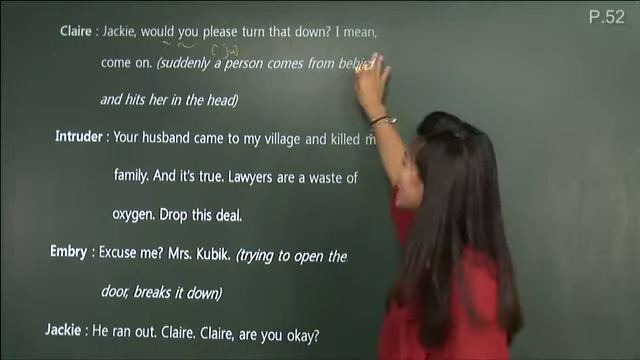 P.52
Claire : Jackie, would you please turn that down? I mean,
come on. (suddenly a person comes from behind
and hits her in the head)
Intruder : Your husband came to my village and killed
family. And it's true. Lawyers are a waste of
oxygen. Drop this deal.
Embry : Excuse me? Mrs. Kubik. (trying to open the
door, breaks it down)
Jackie : He ran out. Claire. Claire, are you okay?